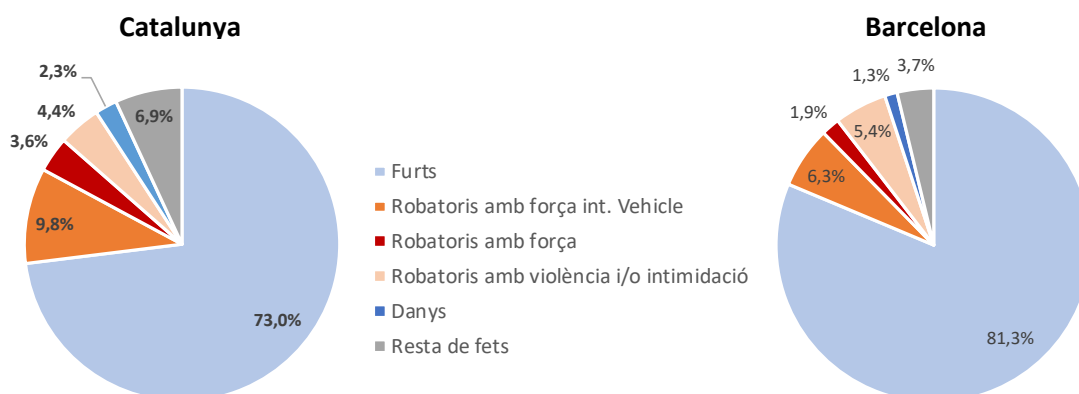 Catalunya
2,3%
6,9%
4,4%
3,6%
9,8%
73,0%
Furts
Robatoris amb força int. Vehicle
Robatoris amb força
Robatoris amb violència i/o intimidació
Danys
Resta de fets
Barcelona
3,7%
1,3%
1,9%
5,4%
6,3%
81,3%